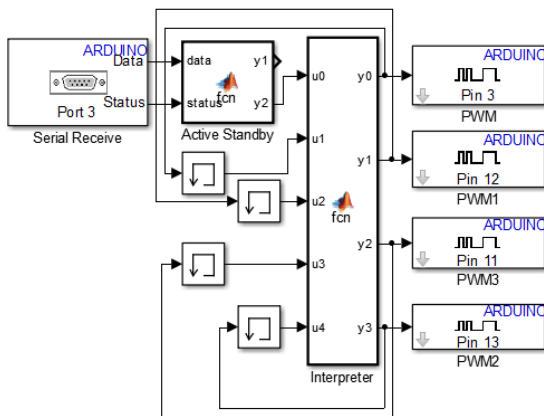 ARDUINO
Data
Port 3
Status
Serial Receive
data
y1
fcn
status
y2
Active Standby
u0
y0
u1
y1
u2
fcn
y2
u3
u4
y3
Interpreter
ARDUINO
Pin 3
PWM
ARDUINO
Pin 12
PWM1
ARDUINO
Pin 11
PWM3
ARDUINO
Pin 13
PWM2